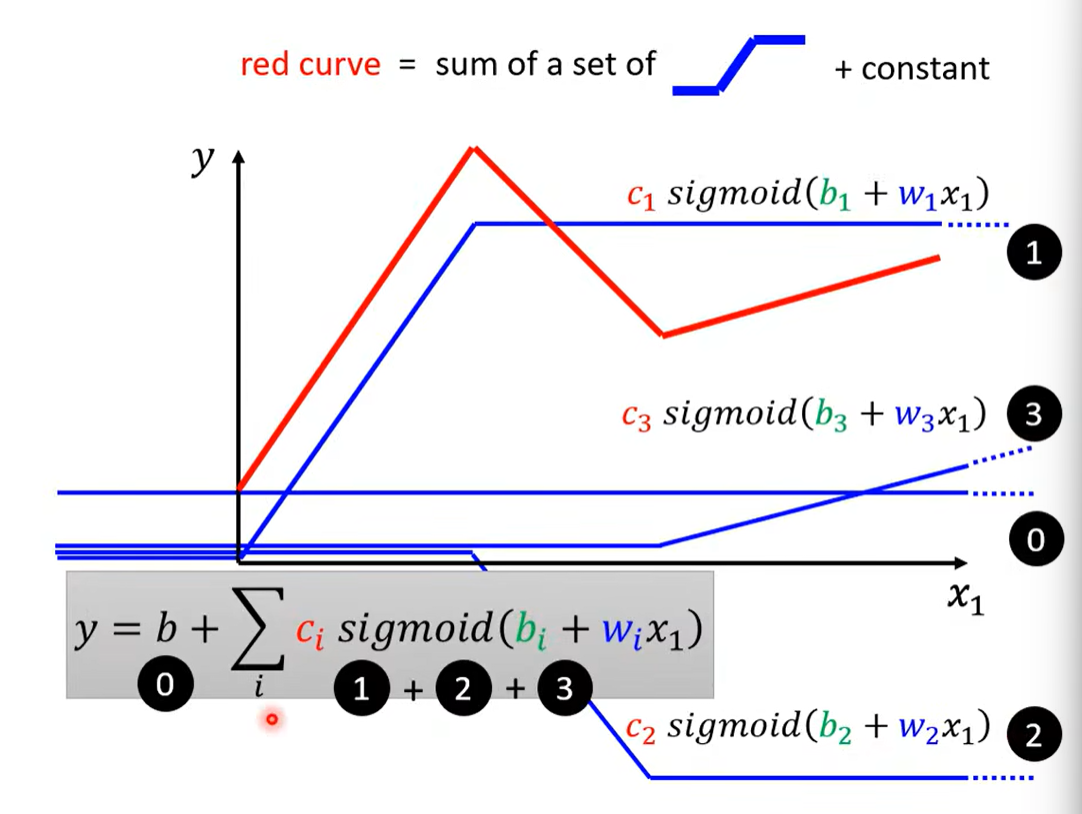 red curve = sum of a set of + constant
y
c₁ sigmoid(b₁ + w₁x₁)
1
c₃ sigmoid(b₃ + w₃x₁)
3
0
x₁
y = b + ∑ᵢ cᵢ sigmoid(bᵢ + wᵢx₁)
0 1 + 2 + 3
c₂ sigmoid(b₂ + w₂x₁)
2